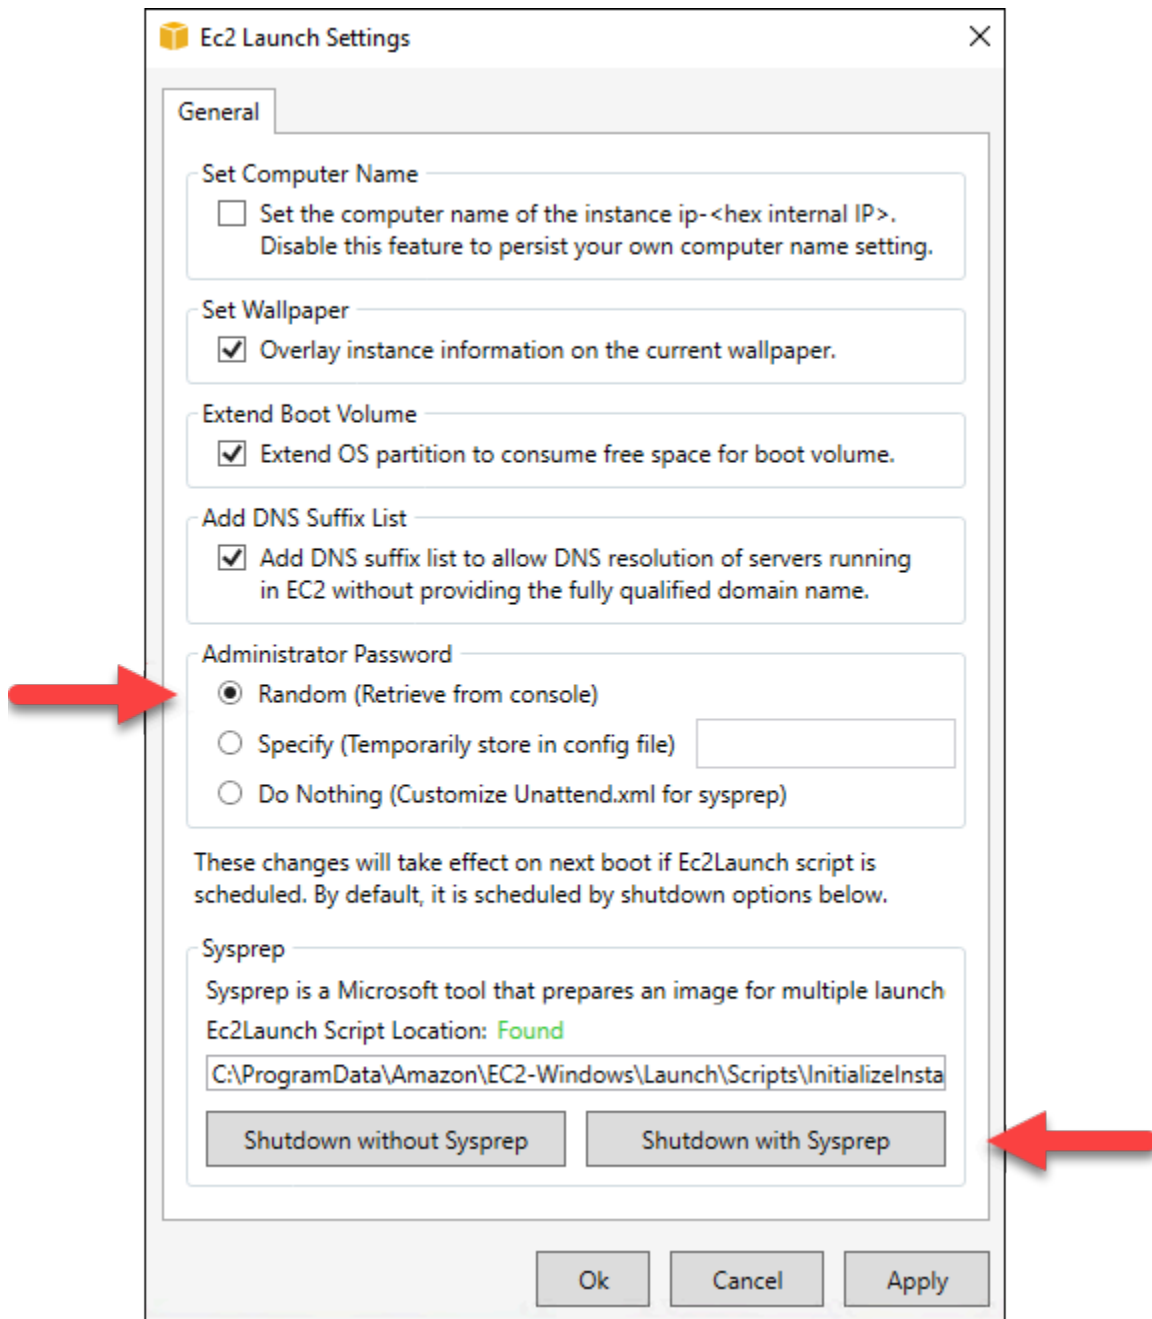 Ec2 Launch Settings
General
Set Computer Name
Set the computer name of the instance ip-<hex internal IP>.
Disable this feature to persist your own computer name setting.
Set Wallpaper
Overlay instance information on the current wallpaper.
Extend Boot Volume
Extend OS partition to consume free space for boot volume.
Add DNS Suffix List
Add DNS suffix list to allow DNS resolution of servers running
in EC2 without providing the fully qualified domain name.
Administrator Password
Random (Retrieve from console)
Specify (Temporarily store in config file)
Do Nothing (Customize Unattend.xml for sysprep)
These changes will take effect on next boot if Ec2Launch script is
scheduled. By default, it is scheduled by shutdown options below.
Sysprep
Sysprep is a Microsoft tool that prepares an image for multiple launch
Ec2Launch Script Location: Found
C:\ProgramData\Amazon\EC2-Windows\Launch\Scripts\InitializeInsta
Shutdown without Sysprep
Shutdown with Sysprep
Ok
Cancel
Apply